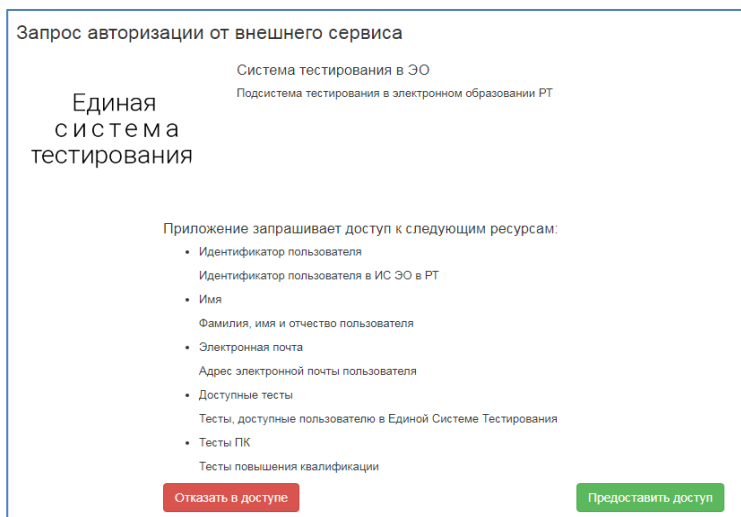 Запрос авторизации от внешнего сервиса
Единая
система
тестирования
Система тестирования в ЭО
Подсистема тестирования в электронном образовании РТ
Приложение запрашивает доступ к следующим ресурсам:
• Идентификатор пользователя
Идентификатор пользователя в ИС ЭО в РТ
• Имя
Фамилия, имя и отчество пользователя
• Электронная почта
Адрес электронной почты пользователя
• Доступные тесты
Тесты, доступные пользователю в Единой Системе Тестирования
• Тесты ПК
Тесты повышения квалификации
Отказать в доступе
Предоставить доступ